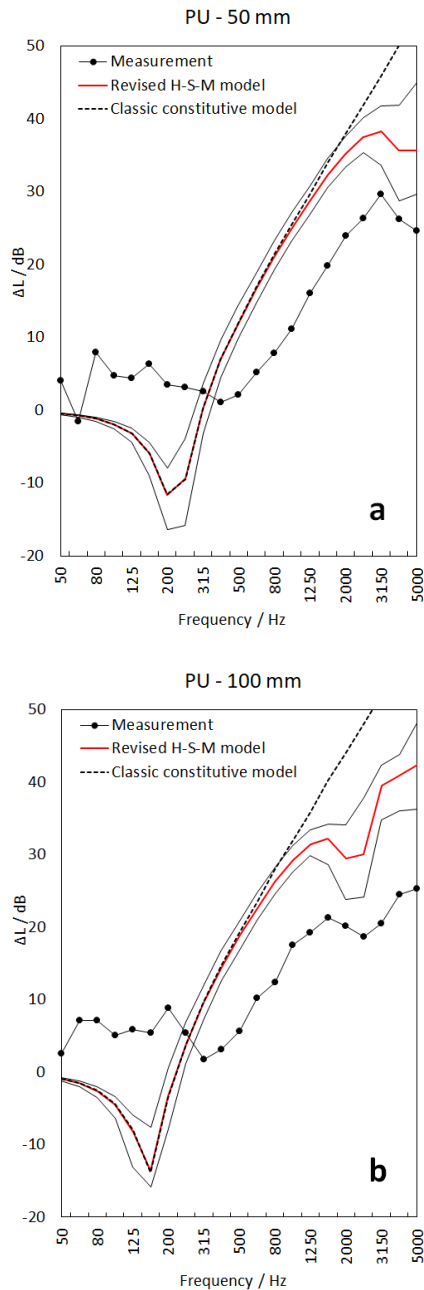 PU - 50 mm
50
40
30
20
10
0
-10
-20
ΔL / dB
Measurement
Revised H-S-M model
Classic constitutive model
a
50
80
125
200
315
500
800
1250
2000
3150
5000
Frequency / Hz
PU - 100 mm
50
40
30
20
10
0
-10
-20
ΔL / dB
Measurement
Revised H-S-M model
Classic constitutive model
b
50
80
125
200
315
500
800
1250
2000
3150
5000
Frequency / Hz